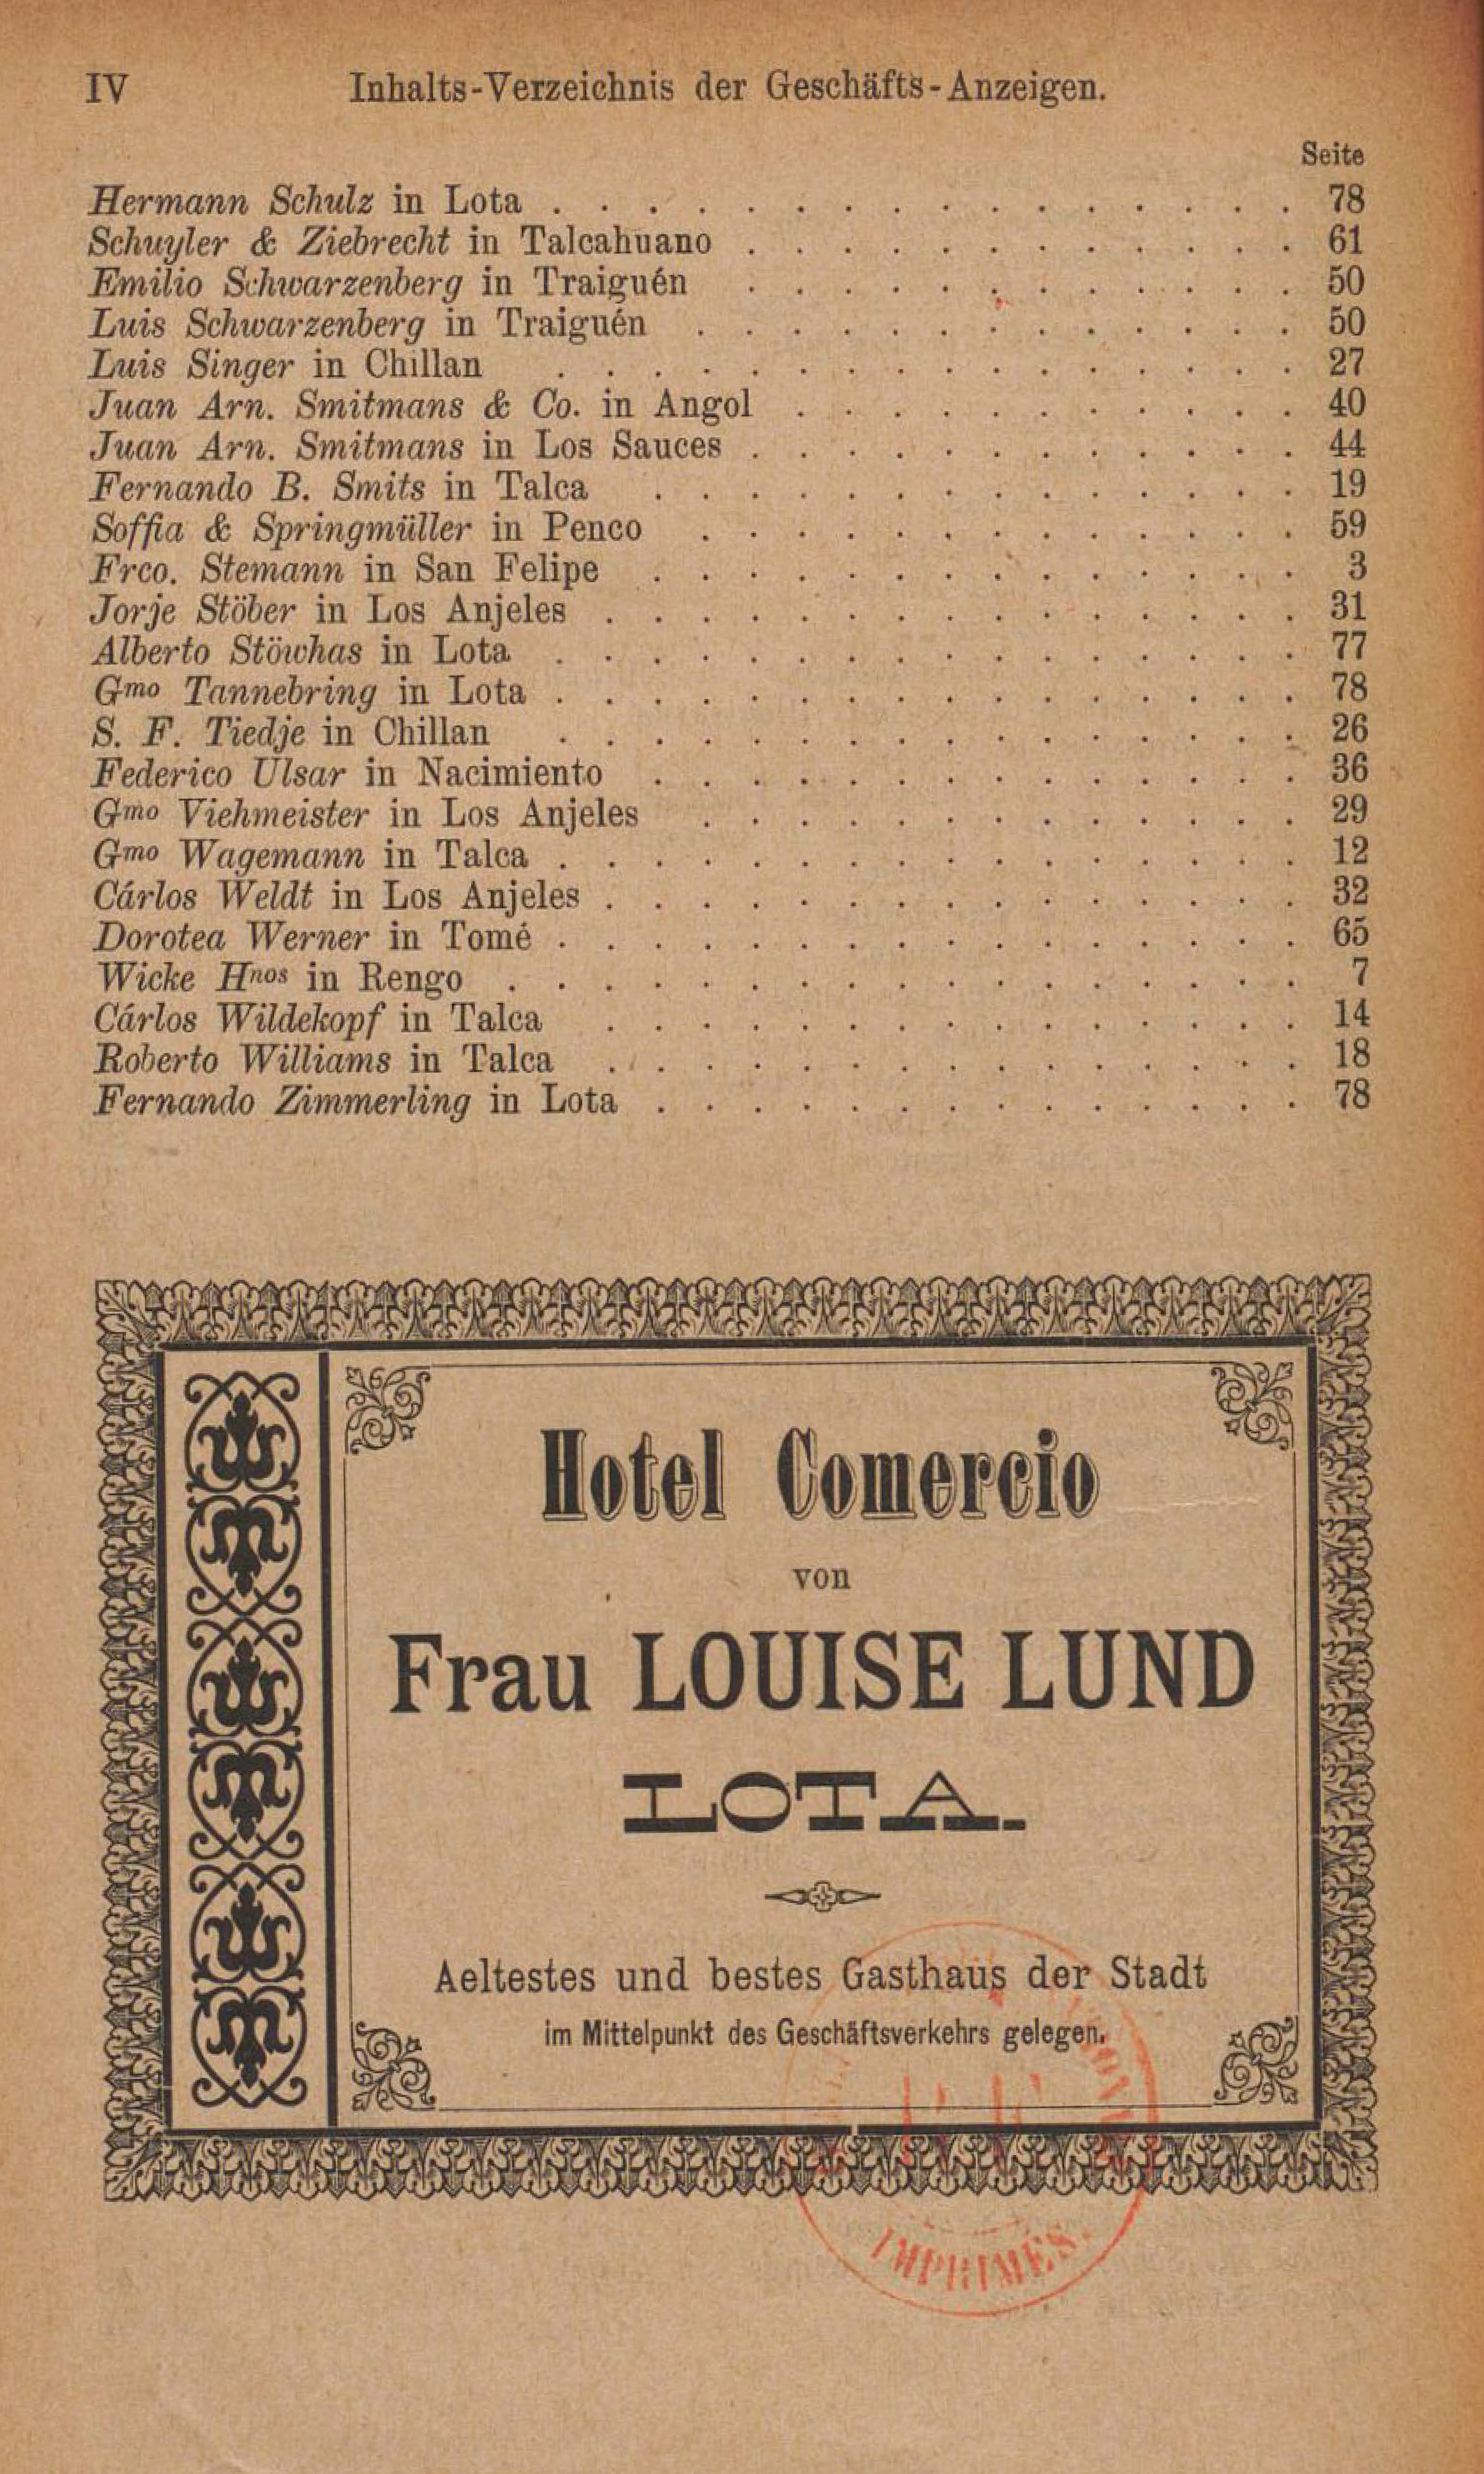 IV Inhalts-Verzeichnis der Geschäfts-Anzeigen.
Seite
Hermann Schulz in Lota . . . . . . . . . . . . . . . . 78
Schuyler & Ziebrecht in Talcahuano . . . . . . . . . . . . 61
Emilio Schwarzenberg in Traiguén . . . . . . . . . . . . 50
Luis Schwarzenberg in Traiguén . . . . . . . . . . . . . 50
Luis Singer in Chillan . . . . . . . . . . . . . . . . 27
Juan Arn. Smitmans & Co. in Angol . . . . . . . . . . . 40
Juan Arn. Smitmans in Los Sauces . . . . . . . . . . . . 44
Fernando B. Smits in Talca . . . . . . . . . . . . . . 19
Soffia & Springmüller in Penco . . . . . . . . . . . . . 59
Frco. Stemann in San Felipe . . . . . . . . . . . . . . 3
Jorje Stöber in Los Anjeles . . . . . . . . . . . . . . . 31
Alberto Stöwhas in Lota . . . . . . . . . . . . . . . . 77
Gmo Tannebring in Lota . . . . . . . . . . . . . . . . 78
S. F. Tiedje in Chillan . . . . . . . . . . . . . . . . 26
Federico Ulsar in Nacimiento . . . . . . . . . . . . . . 36
Gmo Viehmeister in Los Anjeles . . . . . . . . . . . . . 29
Gmo Wagemann in Talca . . . . . . . . . . . . . . . . 12
Cárlos Weldt in Los Anjeles . . . . . . . . . . . . . . . 32
Dorotea Werner in Tomé . . . . . . . . . . . . . . . . 65
Wicke Hnos in Rengo . . . . . . . . . . . . . . . . . 7
Cárlos Wildekopf in Talca . . . . . . . . . . . . . . . 14
Roberto Williams in Talca . . . . . . . . . . . . . . . 18
Fernando Zimmerling in Lota . . . . . . . . . . . . . . 78
Hotel Comercio
von
Frau LOUISE LUND
LOTA.
Aeltestes und bestes Gasthaus der Stadt
im Mittelpunkt des Geschäftsverkehrs gelegen.
IMPRIMÉS.